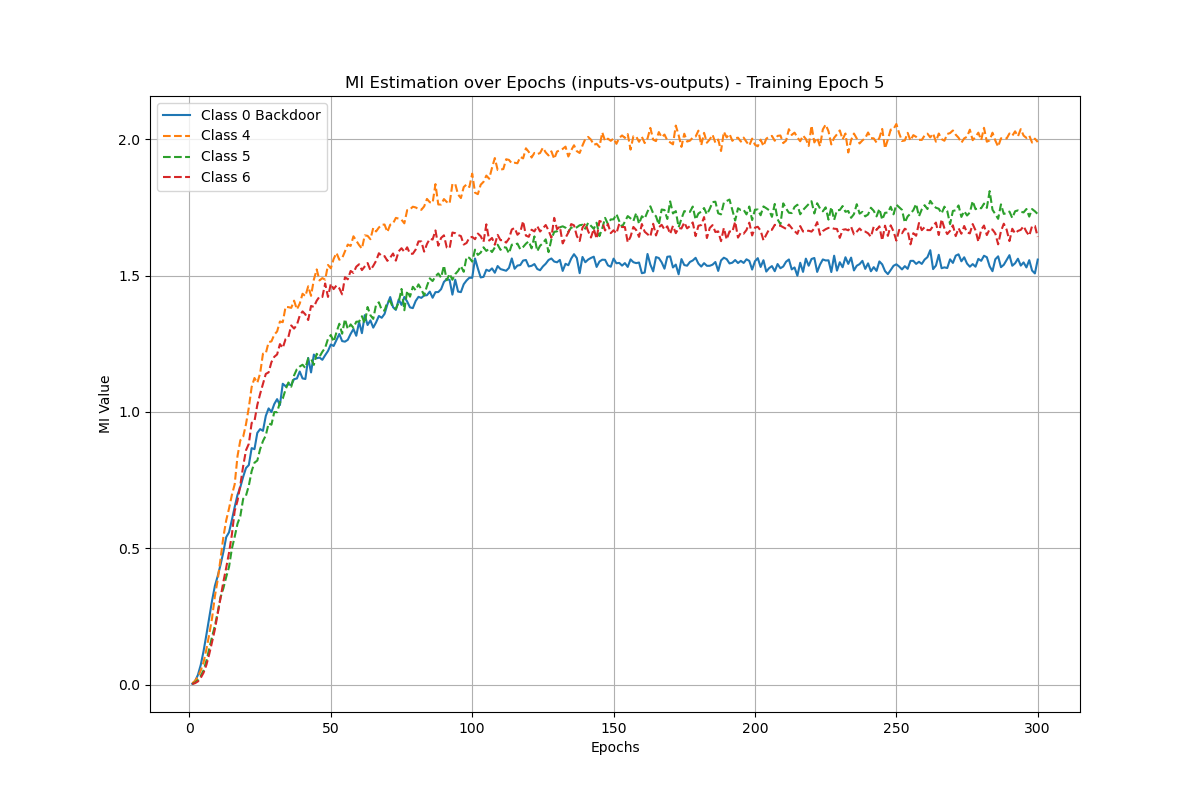 MI Estimation over Epochs (inputs-vs-outputs) - Training Epoch 5
Class 0 Backdoor
Class 4
Class 5
Class 6
MI Value
2.0
1.5
1.0
0.5
0.0
0
50
100
150
200
250
300
Epochs